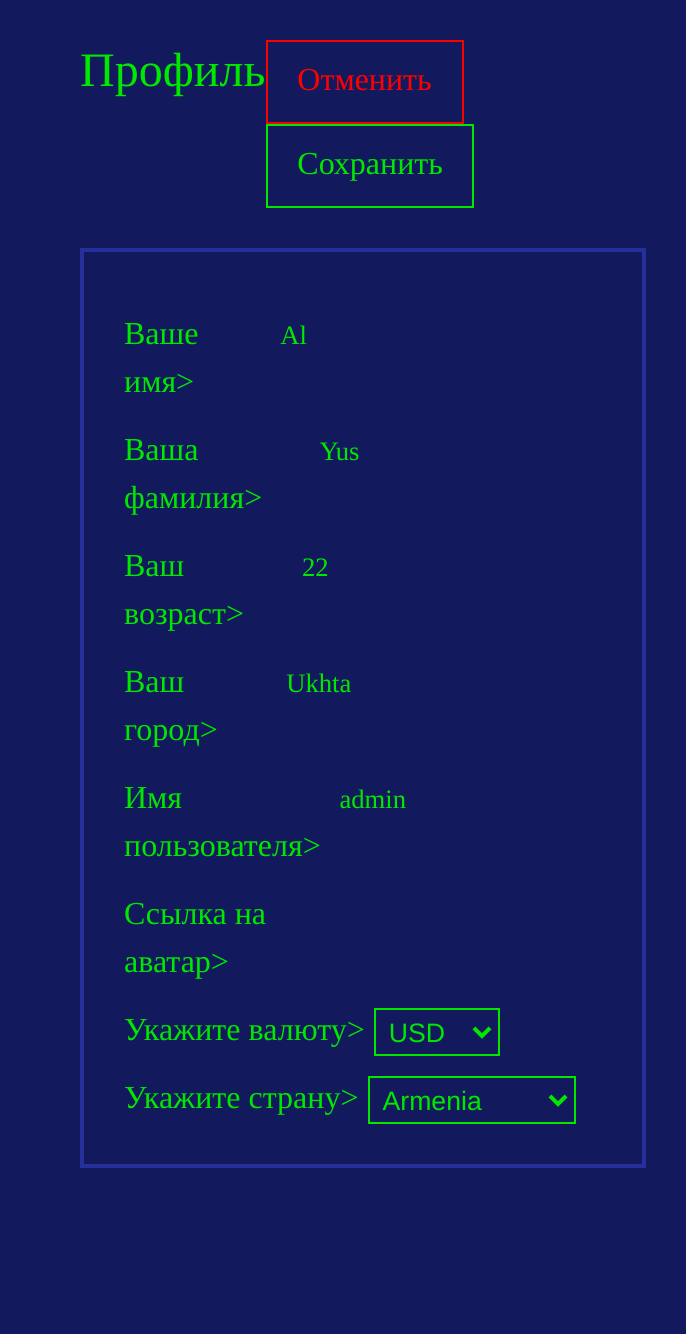 Профиль
Отменить
Сохранить
Ваше
имя>
Al
Ваша
фамилия>
Yus
Ваш
возраст>
22
Ваш
город>
Ukhta
Имя
пользователя>
admin
Ссылка на
аватар>
Укажите валюту> USD
Укажите страну> Armenia